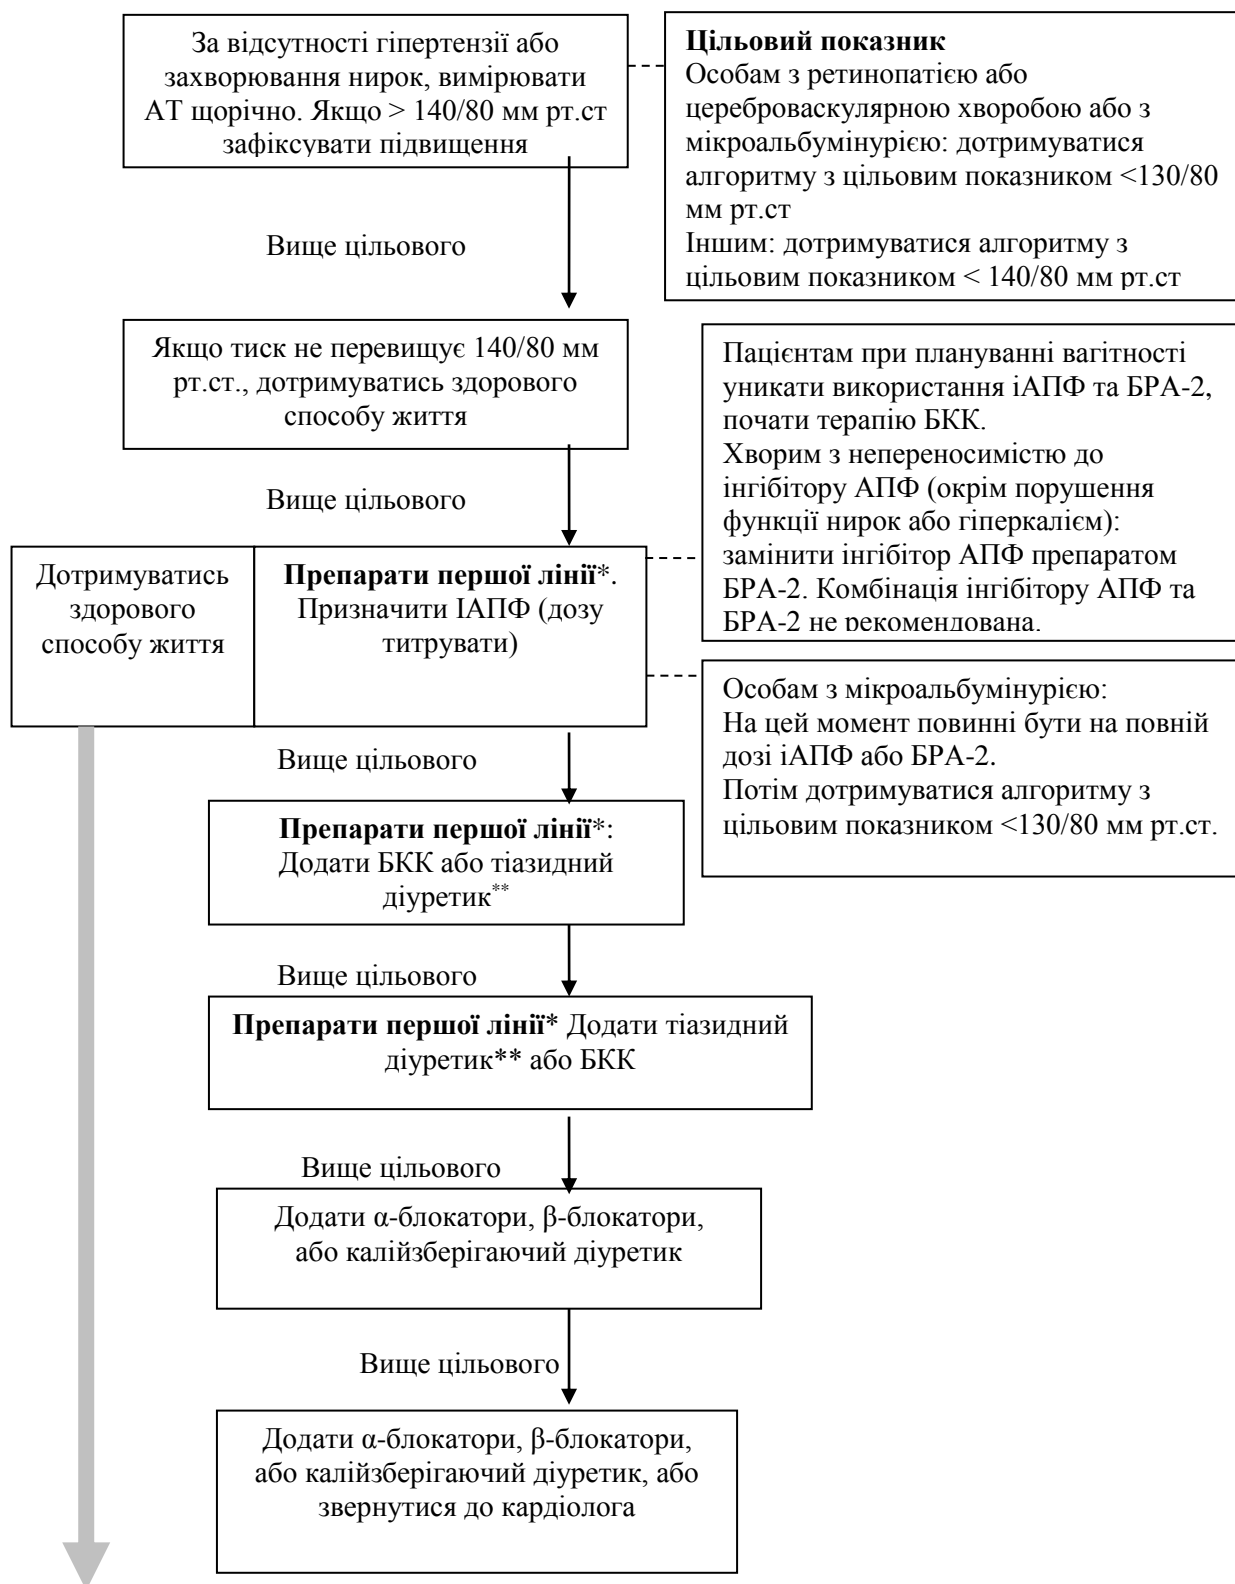 За відсутності гіпертензії або
захворювання нирок, вимірювати
АТ щорічно. Якщо > 140/80 мм рт.ст
зафіксувати підвищення
Цільовий показник
Особам з ретинопатією або
цереброваскулярною хворобою або з
мікроальбумінурією: дотримуватися
алгоритму з цільовим показником <130/80
мм рт.ст
Іншим: дотримуватися алгоритму з
цільовим показником < 140/80 мм рт.ст
Вище цільового
Якщо тиск не перевищує 140/80 мм
рт.ст., дотримуватись здорового
способу життя
Пацієнтам при плануванні вагітності
уникати використання іАПФ та БРА-2,
почати терапію БКК.
Хворим з непереносимістю до
інгібітору АПФ (окрім порушення
функції нирок або гіперкалієм):
замінити інгібітор АПФ препаратом
БРА-2. Комбінація інгібітору АПФ та
БРА-2 не рекомендована.
Вище цільового
Дотримуватись
здорового
способу життя
Препарати першої лінії*.
Призначити ІАПФ (дозу
титрувати)
Особам з мікроальбумінурією:
На цей момент повинні бути на повній
дозі іАПФ або БРА-2.
Потім дотримуватися алгоритму з
цільовим показником <130/80 мм рт.ст.
Вище цільового
Препарати першої лінії*:
Додати БКК або тіазидний
діуретик**
Вище цільового
Препарати першої лінії* Додати тіазидний
діуретик** або БКК
Вище цільового
Додати α-блокатори, β-блокатори,
або калійзберігаючий діуретик
Вище цільового
Додати α-блокатори, β-блокатори,
або калійзберігаючий діуретик, або
звернутися до кардіолога